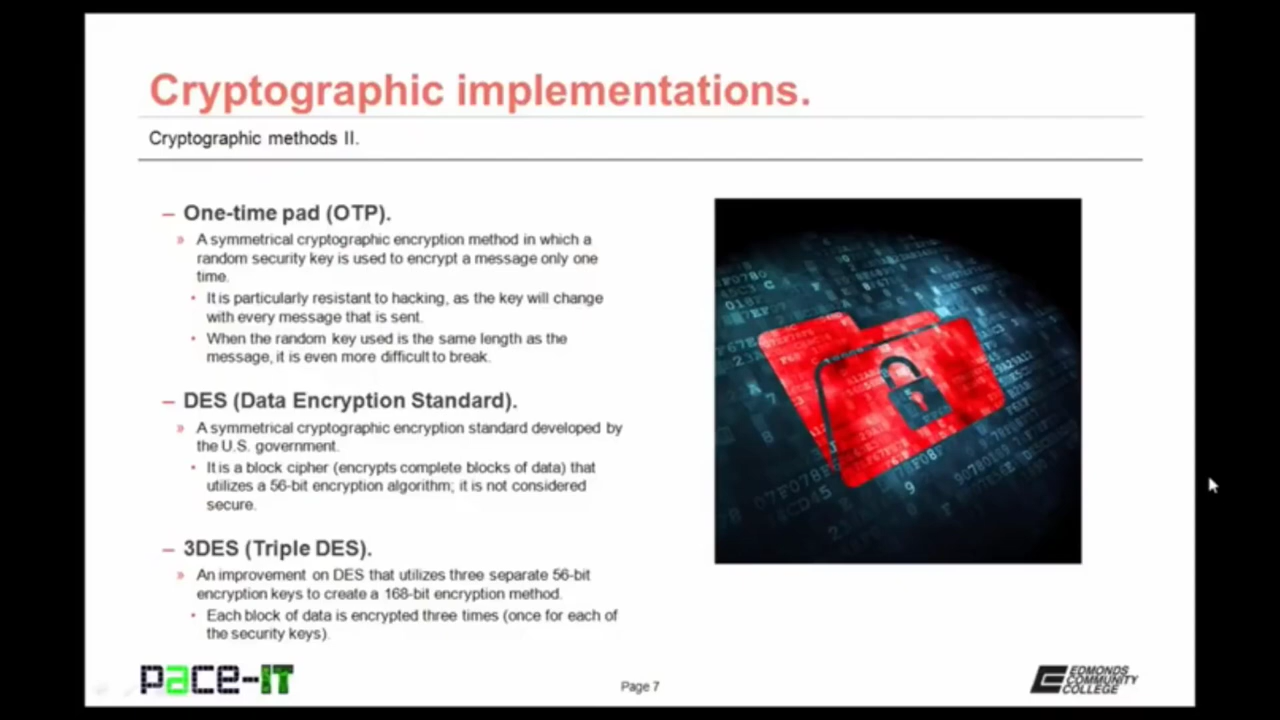 Cryptographic implementations.
Cryptographic methods II.
– One-time pad (OTP).
» A symmetrical cryptographic encryption method in which a
random security key is used to encrypt a message only one
time.
• It is particularly resistant to hacking, as the key will change
with every message that is sent.
• When the random key used is the same length as the
message, it is even more difficult to break.
– DES (Data Encryption Standard).
» A symmetrical cryptographic encryption standard developed by
the U.S. government.
• It is a block cipher (encrypts complete blocks of data) that
utilizes a 56-bit encryption algorithm; it is not considered
secure.
– 3DES (Triple DES).
» An improvement on DES that utilizes three separate 56-bit
encryption keys to create a 168-bit encryption method.
• Each block of data is encrypted three times (once for each of
the security keys).
pace-IT
Page 7
EDMONDS
COMMUNITY
COLLEGE